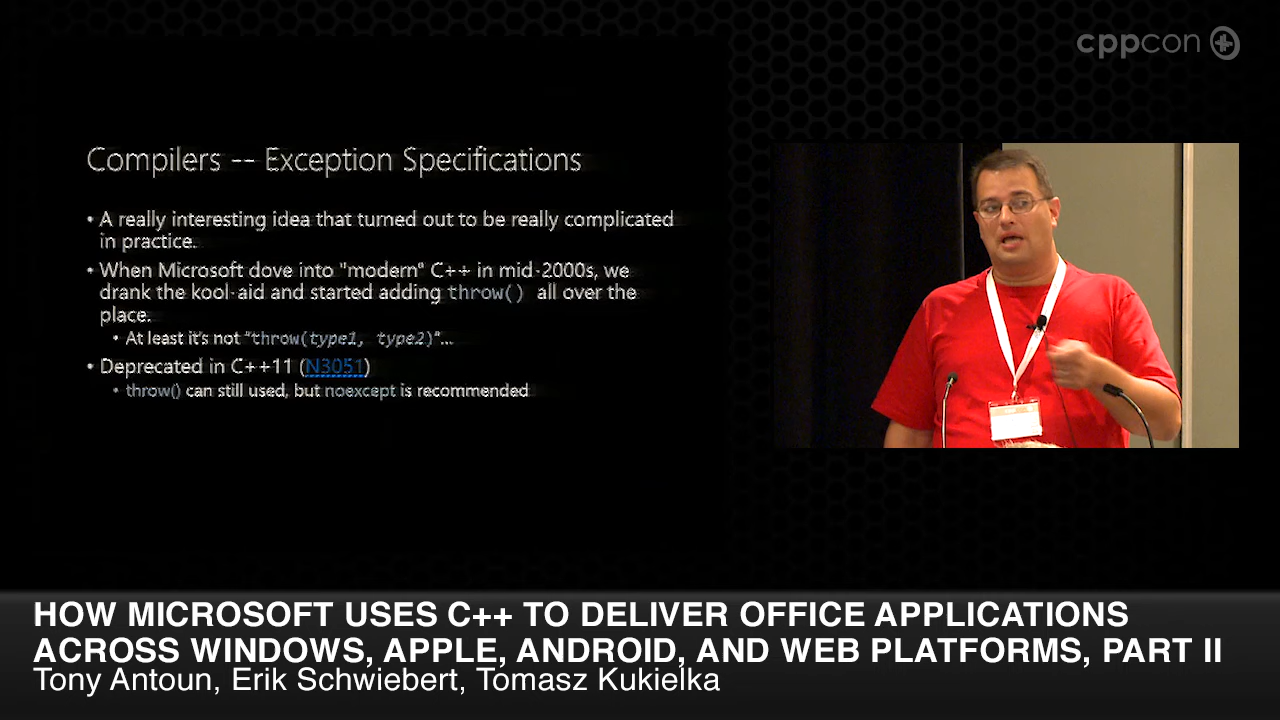 cppcon
Compilers -- Exception Specifications
• A really interesting idea that turned out to be really complicated
in practice.
• When Microsoft dove into "modern" C++ in mid-2000s, we
drank the kool-aid and started adding throw() all over the
place.
• At least it's not "throw(type1, type2)"...
• Deprecated in C++11 (N3051)
• throw() can still used, but noexcept is recommended
HOW MICROSOFT USES C++ TO DELIVER OFFICE APPLICATIONS
ACROSS WINDOWS, APPLE, ANDROID, AND WEB PLATFORMS, PART II
Tony Antoun, Erik Schwiebert, Tomasz Kukielka